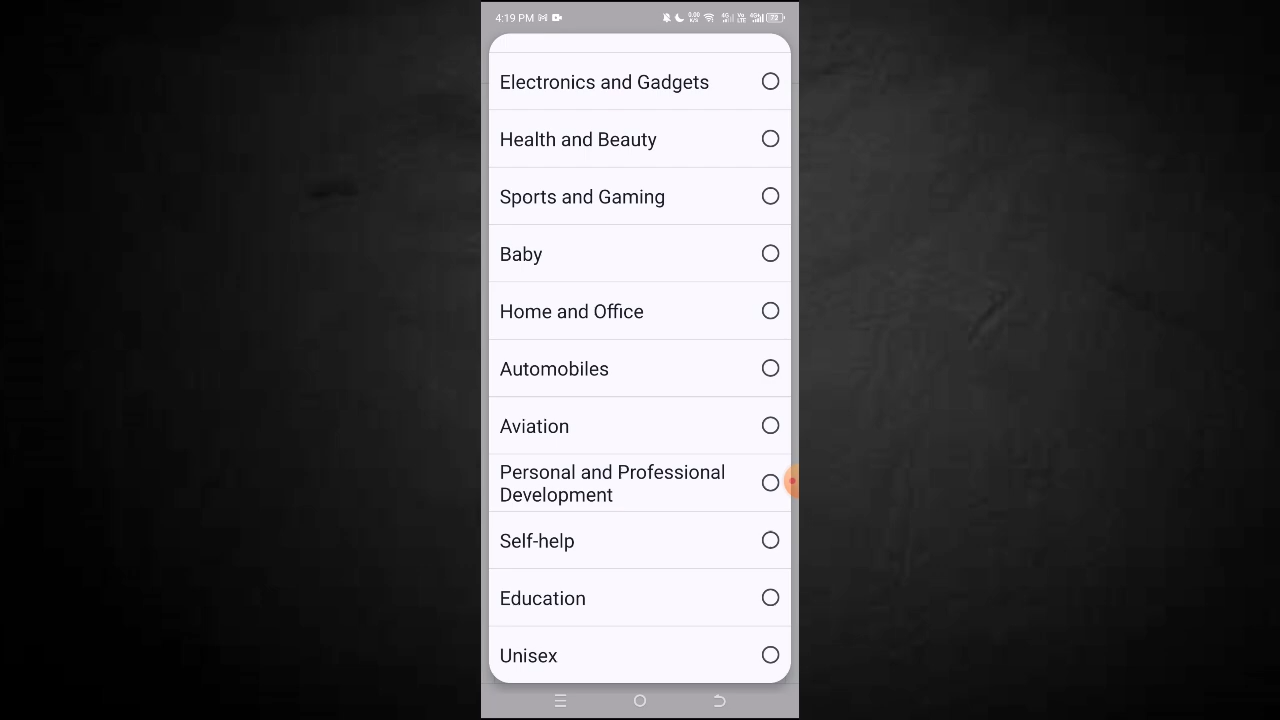 4:19 PM
Electronics and Gadgets
Health and Beauty
Sports and Gaming
Baby
Home and Office
Automobiles
Aviation
Personal and Professional
Development
Self-help
Education
Unisex